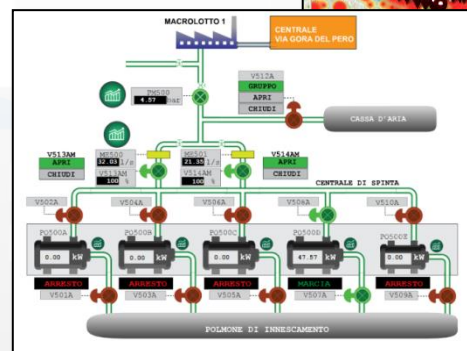 MACROLOTTO 1
CENTRALE
VIA GORA DEL PERO
PM500
4.57 bar
V512A
GRUPPO
APRI
CHIUDI
CASSA D'ARIA
V513AM
APRI
CHIUDI
ME500
32.03 l/s
V513AM
100 %
ME501
21.35 l/s
V514AM
100 %
V514AM
APRI
CHIUDI
CENTRALE DI SPINTA
V502A
V504A
V506A
V508A
V510A
PO500A
0.00 kW
ARRESTO
PO500B
0.00 kW
ARRESTO
PO500C
0.00 kW
ARRESTO
PO500D
47.57 kW
MARCIA
PO500E
0.00 kW
ARRESTO
V501A
V503A
V505A
V507A
V509A
POLMONE DI INNESCAMENTO